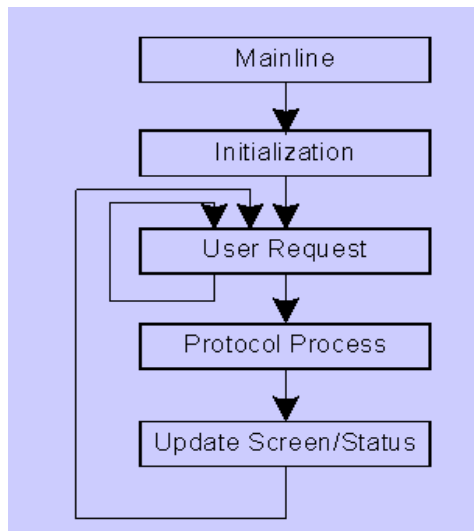 Mainline
Initialization
User Request
Protocol Process
Update Screen/Status